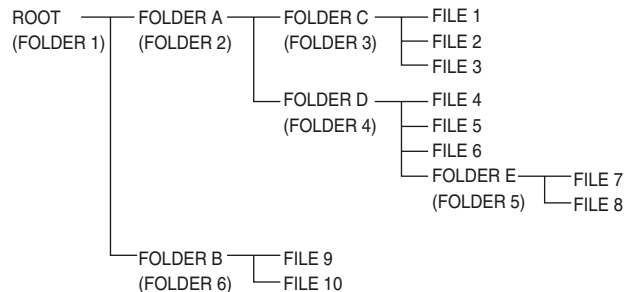 ROOT FOLDER A FOLDER C FILE 1
(FOLDER 1) (FOLDER 2) (FOLDER 3) FILE 2
FILE 3
FOLDER D FILE 4
(FOLDER 4) FILE 5
FILE 6
FOLDER E FILE 7
(FOLDER 5) FILE 8
FOLDER B FILE 9
(FOLDER 6) FILE 10